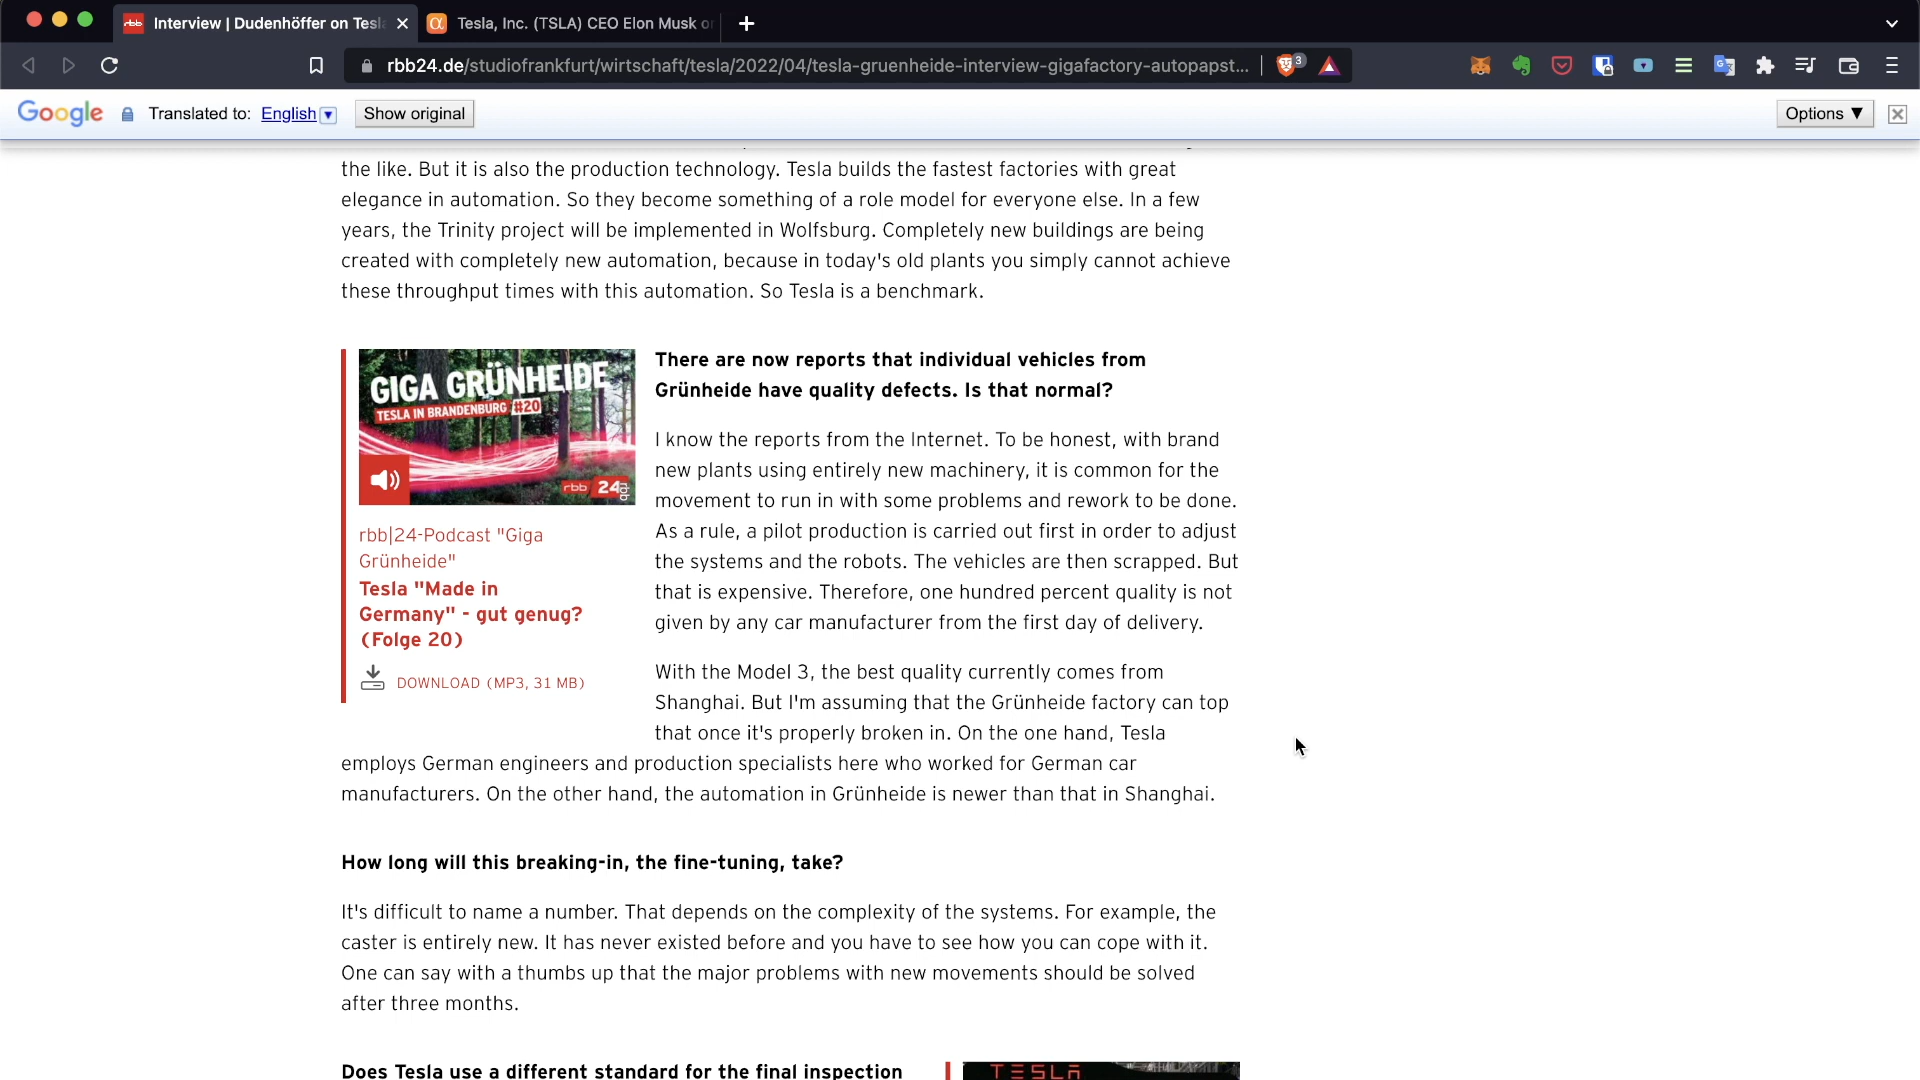 Interview | Dudenhöffer on Tesla
Tesla, Inc. (TSLA) CEO Elon Musk o
rbb24.de/studiofrankfurt/wirtschaft/tesla/2022/04/tesla-gruenheide-interview-gigafactory-autopapst...
3
Google
Translated to: English
Show original
Options ▼
the like. But it is also the production technology. Tesla builds the fastest factories with great
elegance in automation. So they become something of a role model for everyone else. In a few
years, the Trinity project will be implemented in Wolfsburg. Completely new buildings are being
created with completely new automation, because in today's old plants you simply cannot achieve
these throughput times with this automation. So Tesla is a benchmark.
GIGA GRÜNHEIDE
TESLA IN BRANDENBURG #20
rbb 24
rbb
rbb|24-Podcast "Giga
Grünheide"
Tesla "Made in
Germany" - gut genug?
(Folge 20)
DOWNLOAD (MP3, 31 MB)
There are now reports that individual vehicles from
Grünheide have quality defects. Is that normal?
I know the reports from the Internet. To be honest, with brand
new plants using entirely new machinery, it is common for the
movement to run in with some problems and rework to be done.
As a rule, a pilot production is carried out first in order to adjust
the systems and the robots. The vehicles are then scrapped. But
that is expensive. Therefore, one hundred percent quality is not
given by any car manufacturer from the first day of delivery.
With the Model 3, the best quality currently comes from
Shanghai. But I'm assuming that the Grünheide factory can top
that once it's properly broken in. On the one hand, Tesla
employs German engineers and production specialists here who worked for German car
manufacturers. On the other hand, the automation in Grünheide is newer than that in Shanghai.
How long will this breaking-in, the fine-tuning, take?
It's difficult to name a number. That depends on the complexity of the systems. For example, the
caster is entirely new. It has never existed before and you have to see how you can cope with it.
One can say with a thumbs up that the major problems with new movements should be solved
after three months.
Does Tesla use a different standard for the final inspection
TESLA